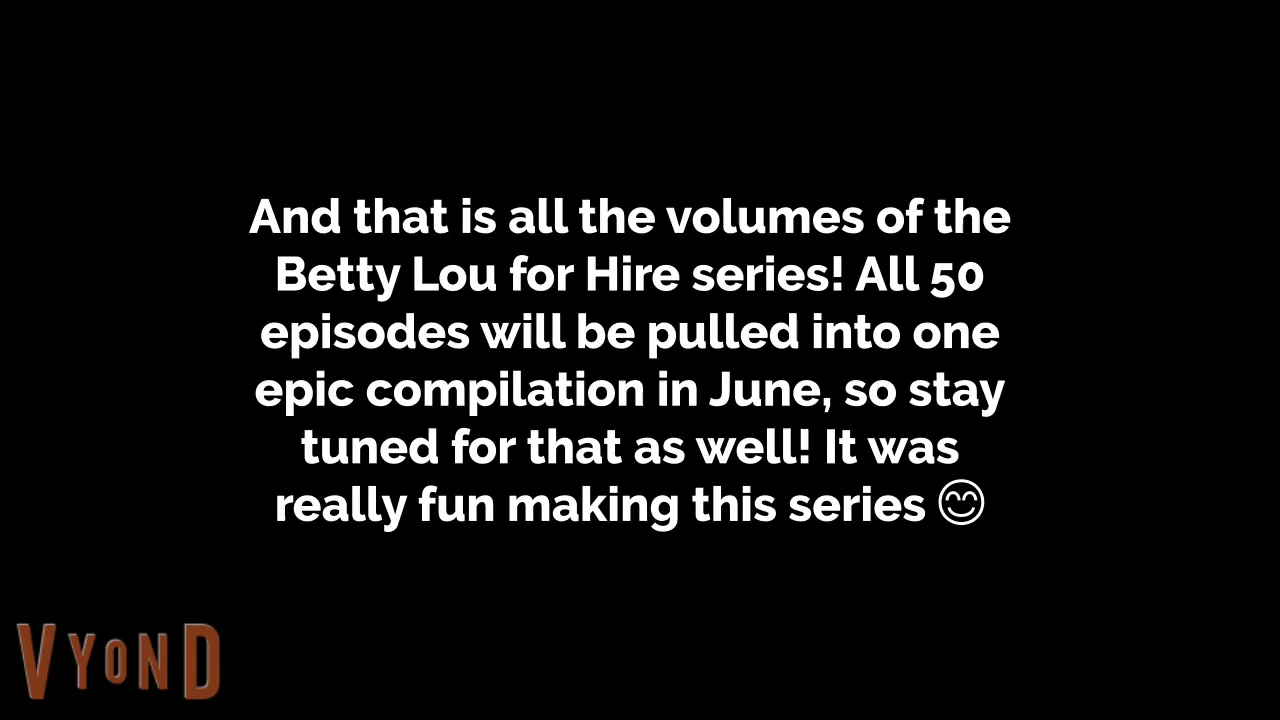 And that is all the volumes of the
Betty Lou for Hire series! All 50
episodes will be pulled into one
epic compilation in June, so stay
tuned for that as well! It was
really fun making this series 😊
VYOND